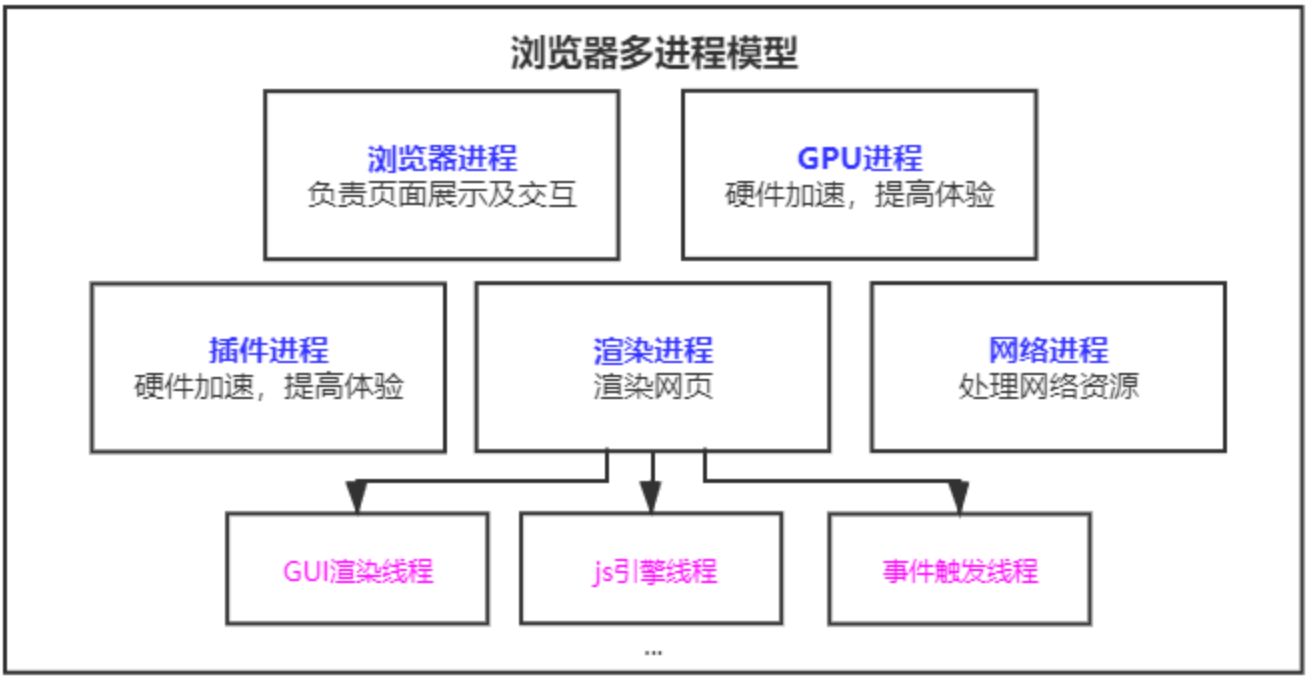 浏览器多进程模型
浏览器进程
负责页面展示及交互
GPU进程
硬件加速，提高体验
插件进程
硬件加速，提高体验
渲染进程
渲染网页
网络进程
处理网络资源
GUI渲染线程
js引擎线程
事件触发线程
...